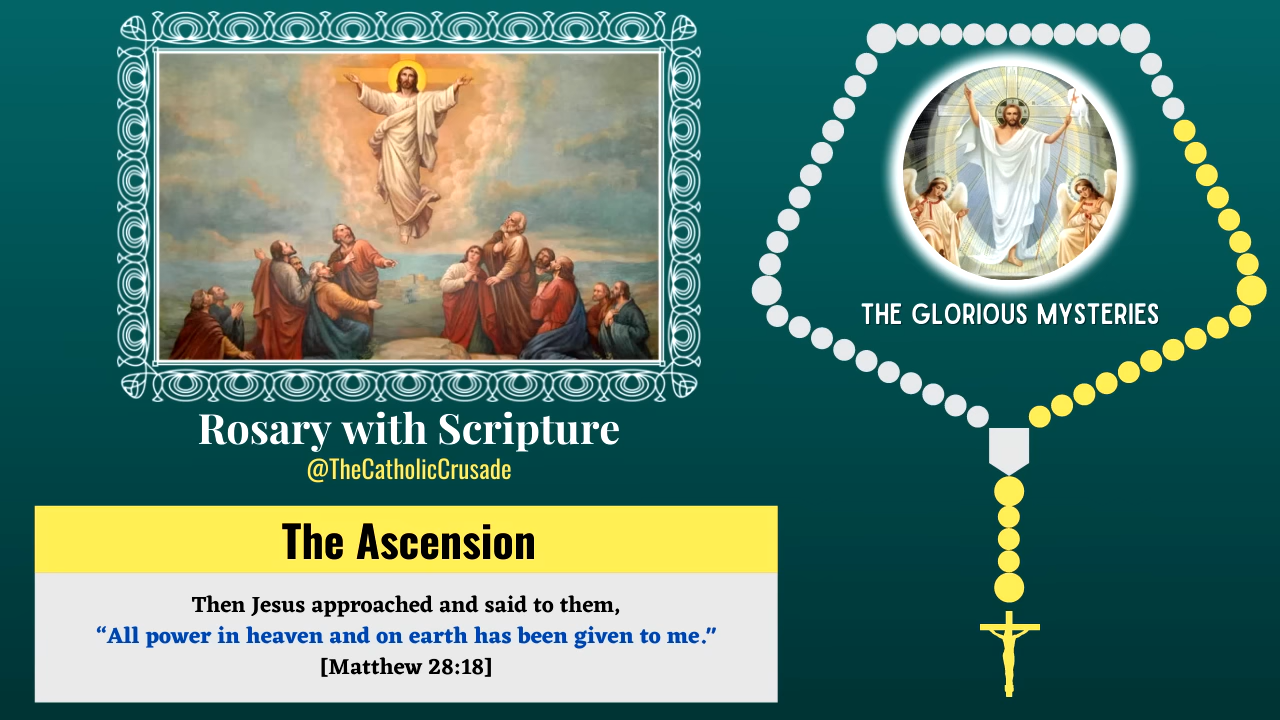 Rosary with Scripture
@TheCatholicCrusade
The Ascension
Then Jesus approached and said to them,
“All power in heaven and on earth has been given to me."
[Matthew 28:18]
THE GLORIOUS MYSTERIES